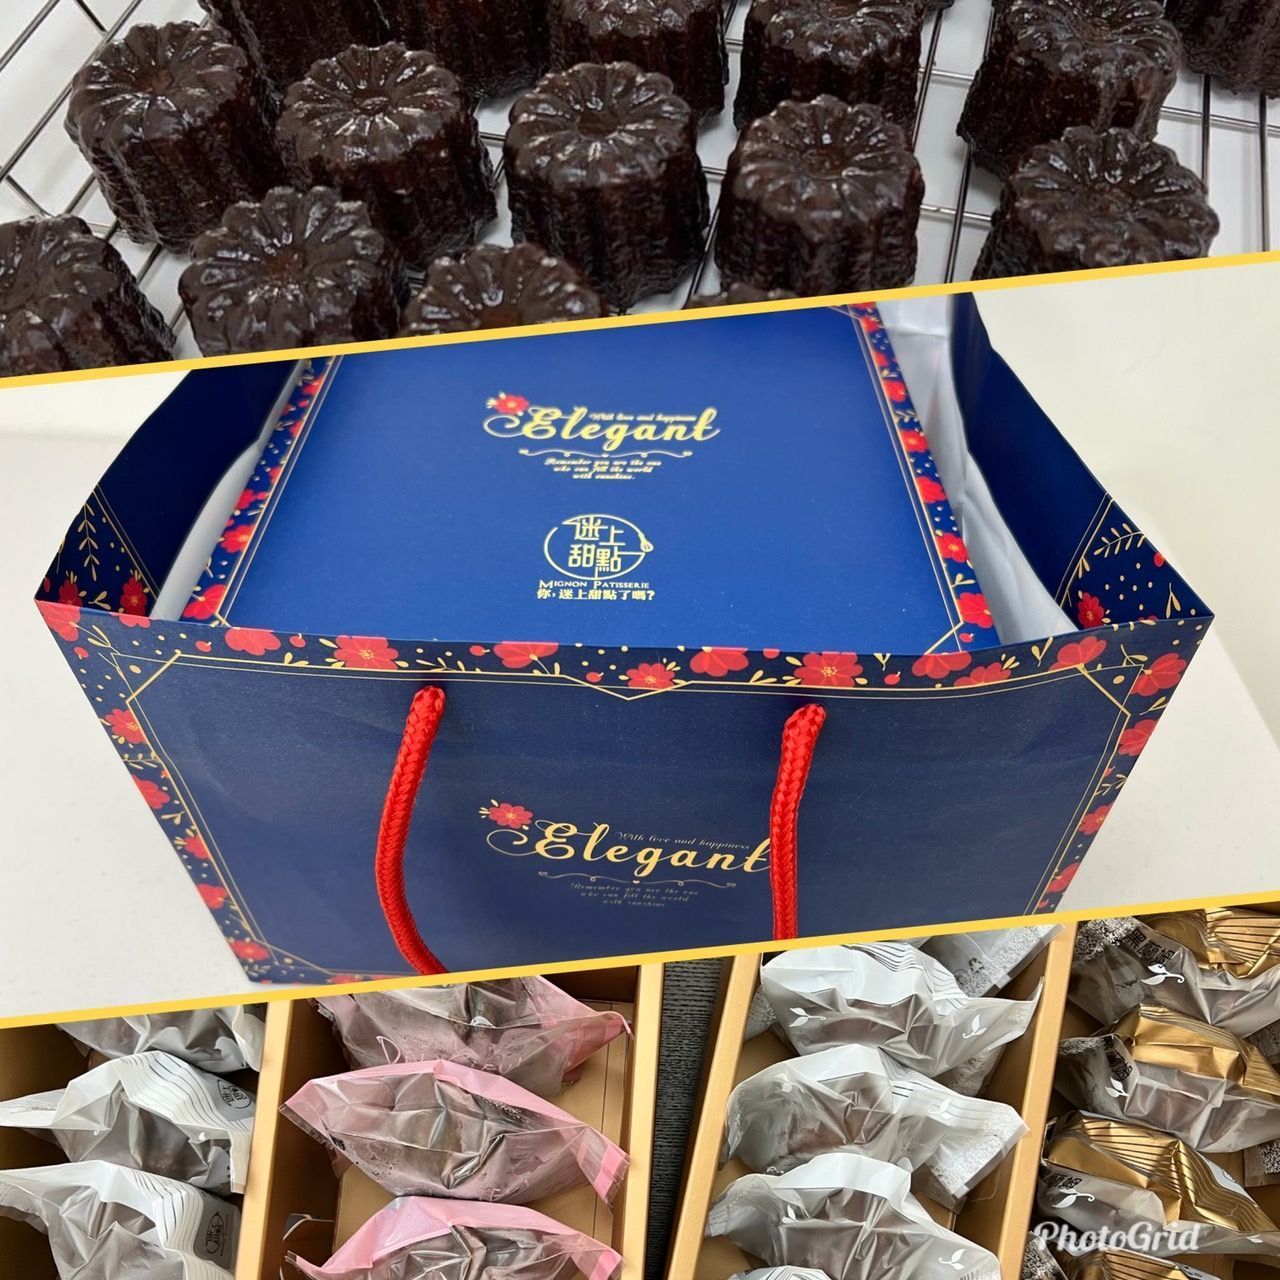 With love and happiness
Elegant
Remember you are the one
who can fill the world
with sunshine.
迷上
甜點
MIGNON PATISSERIE
你，迷上甜點了嗎?
With love and happiness
Elegant
Remember you are the one
who can fill the world
with sunshine.
PhotoGrid